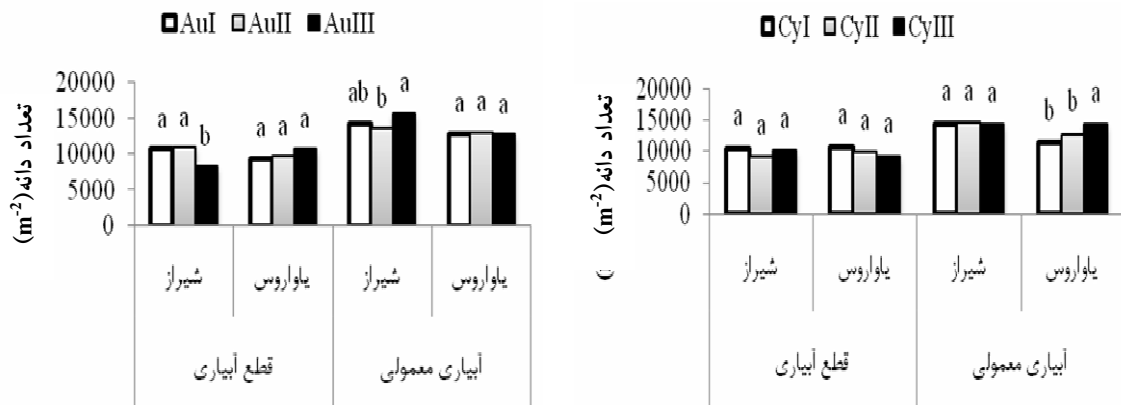 AuI AuII AuIII
تعداد دانه(m-2)
20000
15000
10000
5000
0
a a b a a a ab b a a a a
شیراز یاواروس شیراز یاواروس
قطع آبیاری آبیاری معمولی
CyI CyII CyIII
تعداد دانه(m-2)
20000
15000
10000
5000
0
a a a a a a a a a b b a
شیراز یاواروس شیراز یاواروس
قطع آبیاری آبیاری معمولی